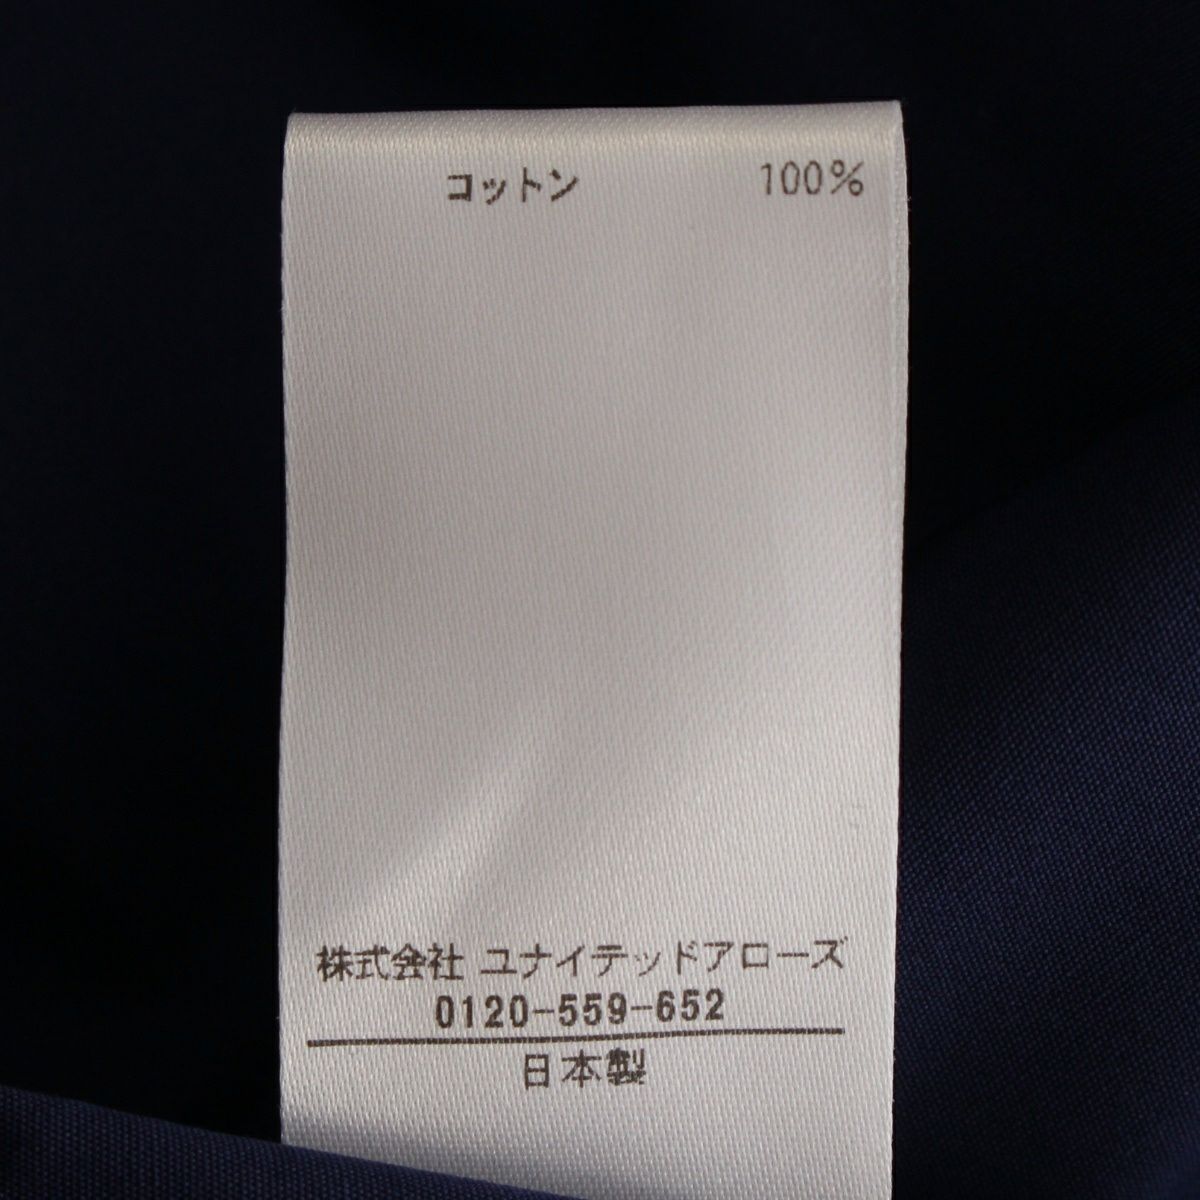 コットン 100%
株式会社 ユナイテッドアローズ
0120-559-652
日本製